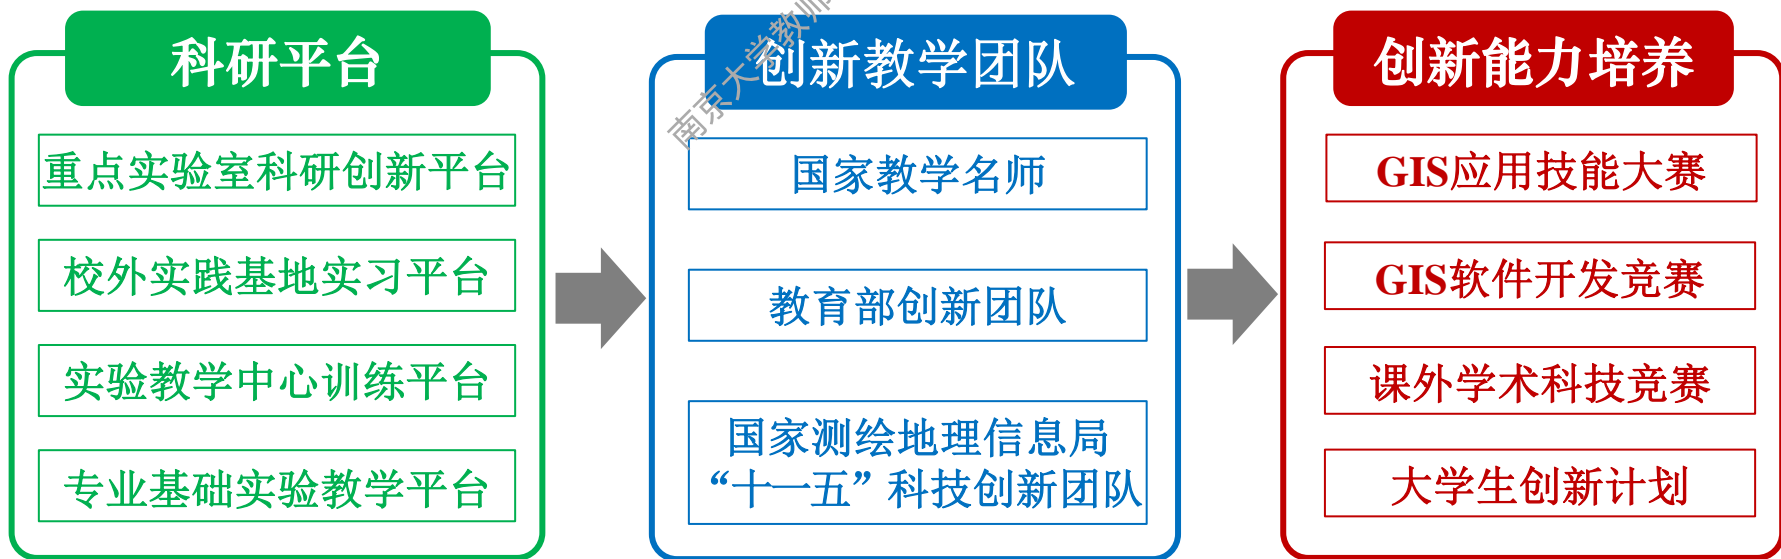 科研平台
重点实验室科研创新平台
校外实践基地实习平台
实验教学中心训练平台
专业基础实验教学平台
创新教学团队
国家教学名师
教育部创新团队
国家测绘地理信息局
“十一五”科技创新团队
创新能力培养
GIS应用技能大赛
GIS软件开发竞赛
课外学术科技竞赛
大学生创新计划
南京大学教师